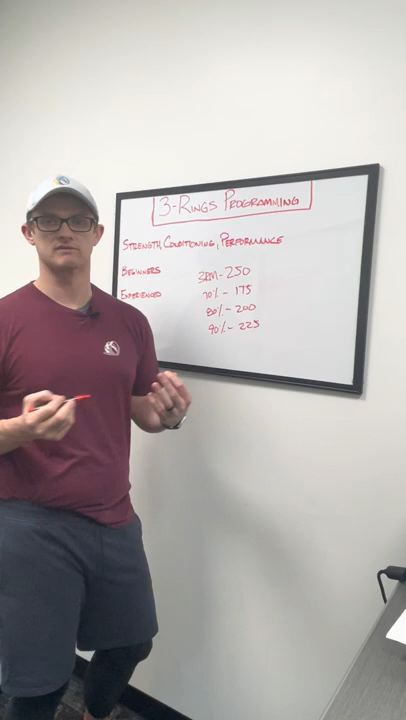 3-RINGS PROGRAMMING
STRENGTH, CONDITIONING, PERFORMANCE
BEGINNERS
EXPERIENCED
3RM - 250
70% - 175
80% - 200
90% - 225